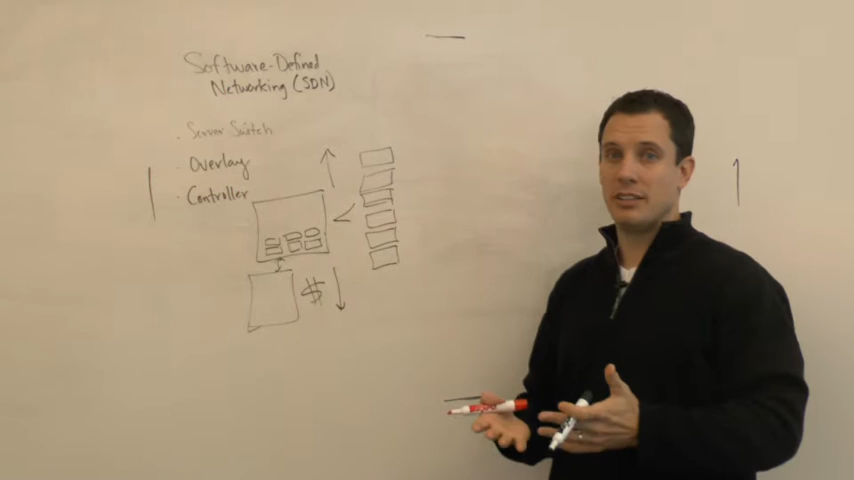 Software-Defined
Networking (SDN)
· Server Switch
· Overlay
· Controller
$